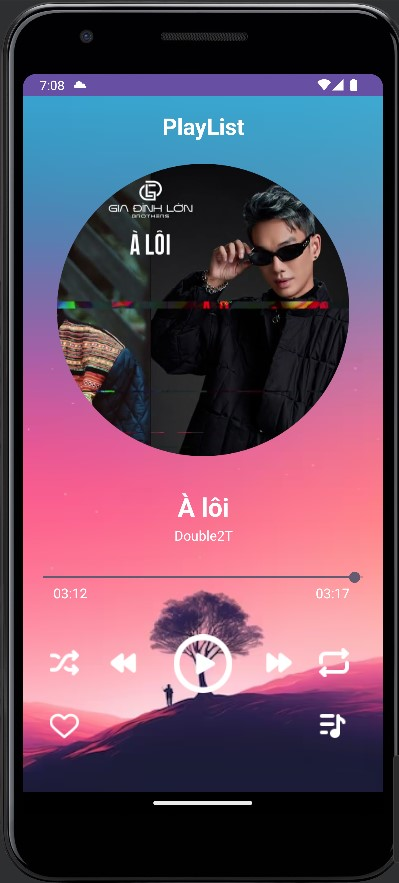 7:08
PlayList
GIA ĐÌNH LỚN
BROTHERS
À LÔI
À lôi
Double2T
03:12
03:17